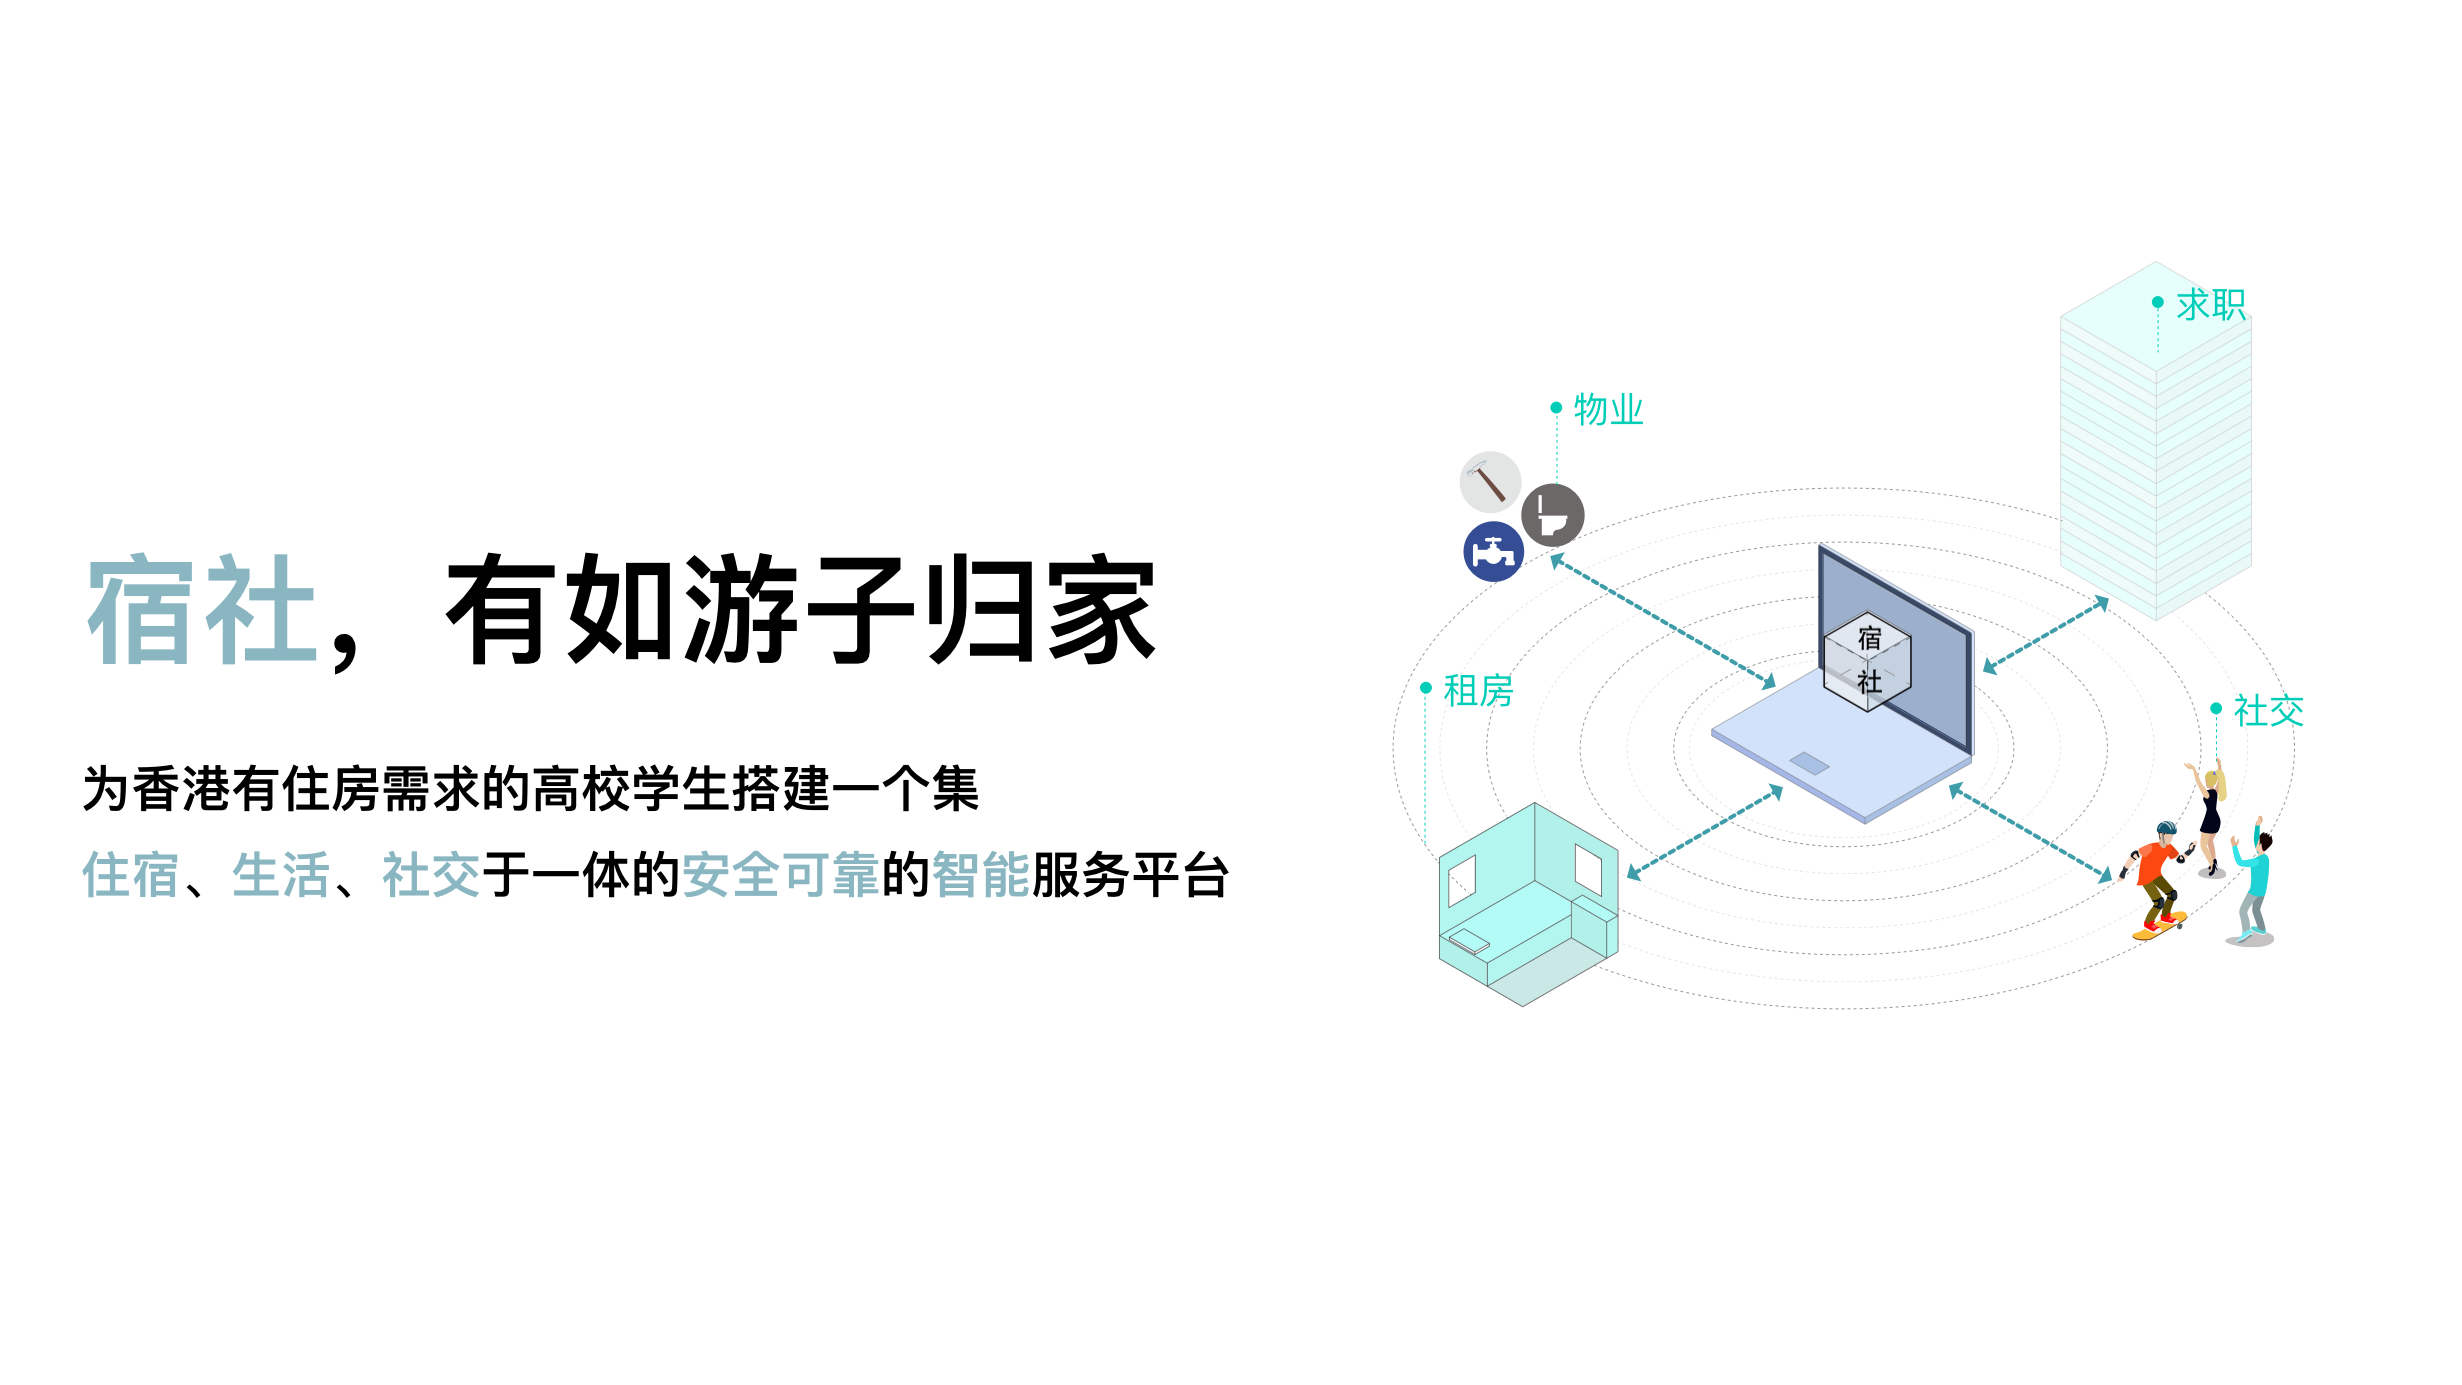 宿社，有如游子归家
为香港有住房需求的高校学生搭建一个集
住宿、生活、社交于一体的安全可靠的智能服务平台
求职
物业
宿
社
租房
社交